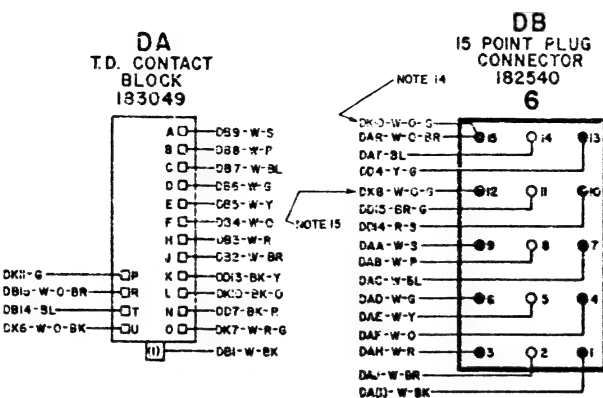 DA
T.D. CONTACT
BLOCK
183049
A DB9-W-S
B DB8-W-P
C DB7-W-BL
D DB6-W-G
E DB5-W-Y
F DB4-W-O
H DB3-W-R
J DB2-W-BR
K DD13-BK-Y
L BK-O
N DD7-BK-R
O DK7-W-R-G
DK11-G P
DB15-W-O-BR R
DB14-BL T
DK6-W-O-BK U
(1) DB1-W-BK
DB
15 POINT PLUG
CONNECTOR
182540
6
NOTE 14
W-O-G
DAR-W-O-BR 15 14 13
DAT-BL
DD4-Y-G
NOTE 15
DK8-W-O-S 12 11 10
DD15-BR-G
DD14-R-S
DAA-W-S 9 8 7
DAB-W-P
DAC-W-BL
DAD-W-G 6 5 4
DAE-W-Y
DAF-W-O
DAH-W-R 3 2 1
DAJ-W-BR
W-BK